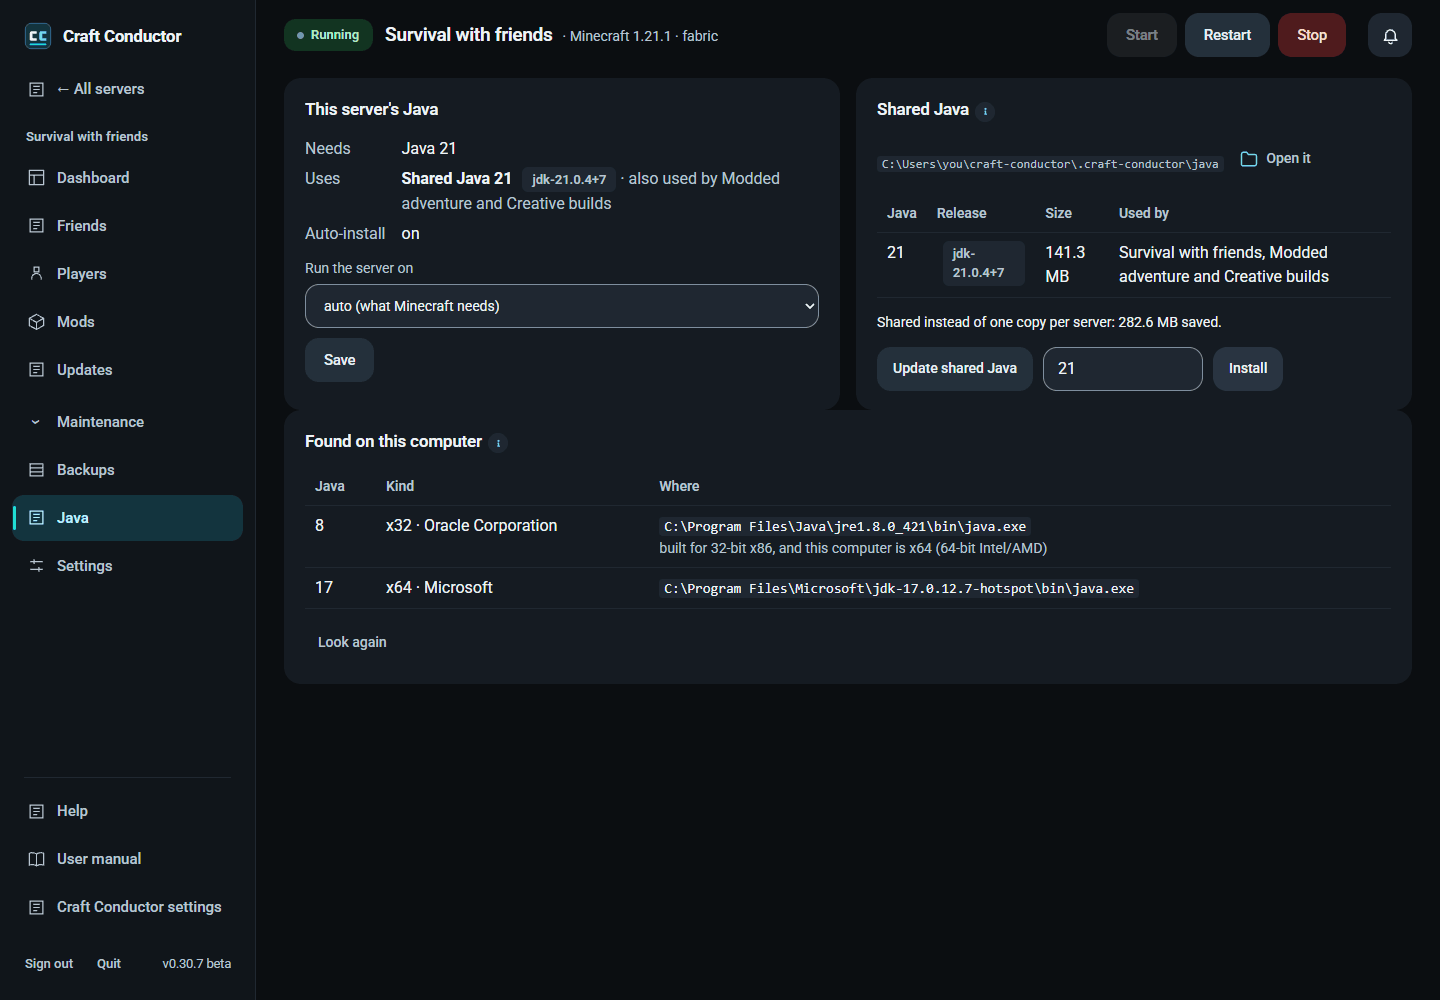 Craft Conductor
← All servers
Survival with friends
Dashboard
Friends
Players
Mods
Updates
Maintenance
Backups
Java
Settings
Help
User manual
Craft Conductor settings
Sign out Quit v0.30.7 beta
Running Survival with friends · Minecraft 1.21.1 · fabric
Start Restart Stop
This server's Java
Needs Java 21
Uses Shared Java 21 jdk-21.0.4+7 · also used by Modded
adventure and Creative builds
Auto-install on
Run the server on
auto (what Minecraft needs)
Save
Shared Java i
C:\Users\you\craft-conductor\.craft-conductor\java Open it
Java Release Size Used by
21 jdk-21.0.4+7 141.3 MB Survival with friends, Modded
adventure and Creative builds
Shared instead of one copy per server: 282.6 MB saved.
Update shared Java 21 Install
Found on this computer i
Java Kind Where
8 x32 · Oracle Corporation C:\Program Files\Java\jre1.8.0_421\bin\java.exe
built for 32-bit x86, and this computer is x64 (64-bit Intel/AMD)
17 x64 · Microsoft C:\Program Files\Microsoft\jdk-17.0.12.7-hotspot\bin\java.exe
Look again